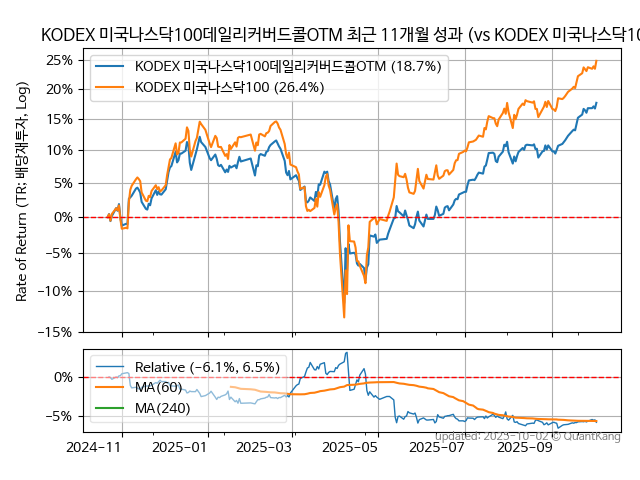 KODEX 미국나스닥100데일리커버드콜OTM 최근 11개월 성과 (vs KODEX 미국나스닥10
Rate of Return (TR: 배당재투자, Log)
25%
20%
15%
10%
5%
0%
−5%
−10%
−15%
KODEX 미국나스닥100데일리커버드콜OTM (18.7%)
KODEX 미국나스닥100 (26.4%)
0%
−5%
Relative (−6.1%, 6.5%)
MA(60)
MA(240)
updated: 2025-10-02 © QuantKang
2024−11
2025−01
2025−03
2025−05
2025−07
2025−09